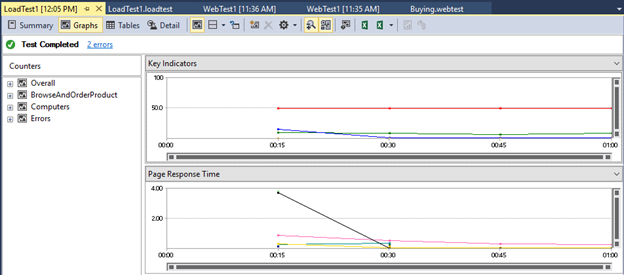 LoadTest1 [12:05 PM] LoadTest1.loadtest WebTest1 [11:36 AM] WebTest1 [11:35 AM] Buying.webtest
Summary Graphs Tables Detail
Test Completed 2 errors
Counters
Overall
BrowseAndOrderProduct
Computers
Errors
Key Indicators
100
50.0
00:00 00:15 00:30 00:45 01:00
Page Response Time
4.00
2.00
00:00 00:15 00:30 00:45 01:00